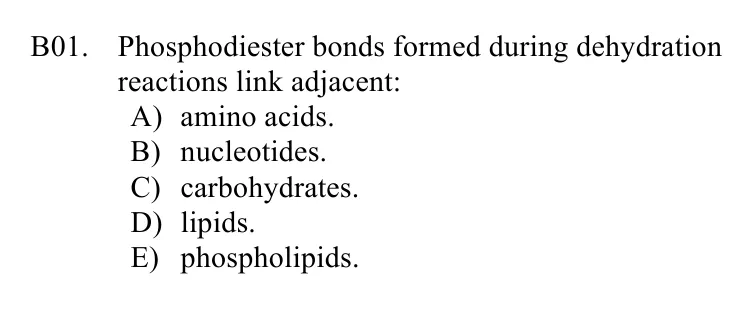 B01. Phosphodiester bonds formed during dehydration
reactions link adjacent:
A) amino acids.
B) nucleotides.
C) carbohydrates.
D) lipids.
E) phospholipids.